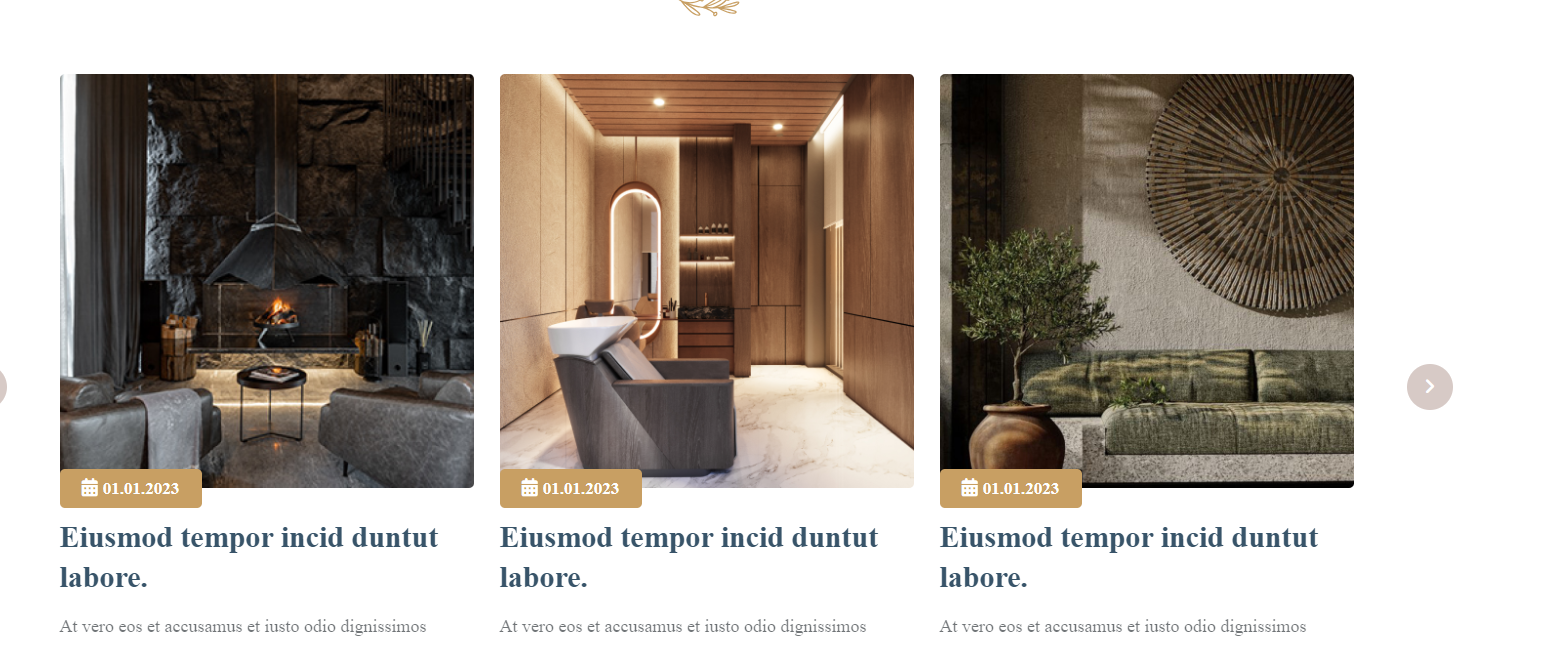 01.01.2023
Eiusmod tempor incid duntut
labore.
At vero eos et accusamus et iusto odio dignissimos
01.01.2023
Eiusmod tempor incid duntut
labore.
At vero eos et accusamus et iusto odio dignissimos
01.01.2023
Eiusmod tempor incid duntut
labore.
At vero eos et accusamus et iusto odio dignissimos